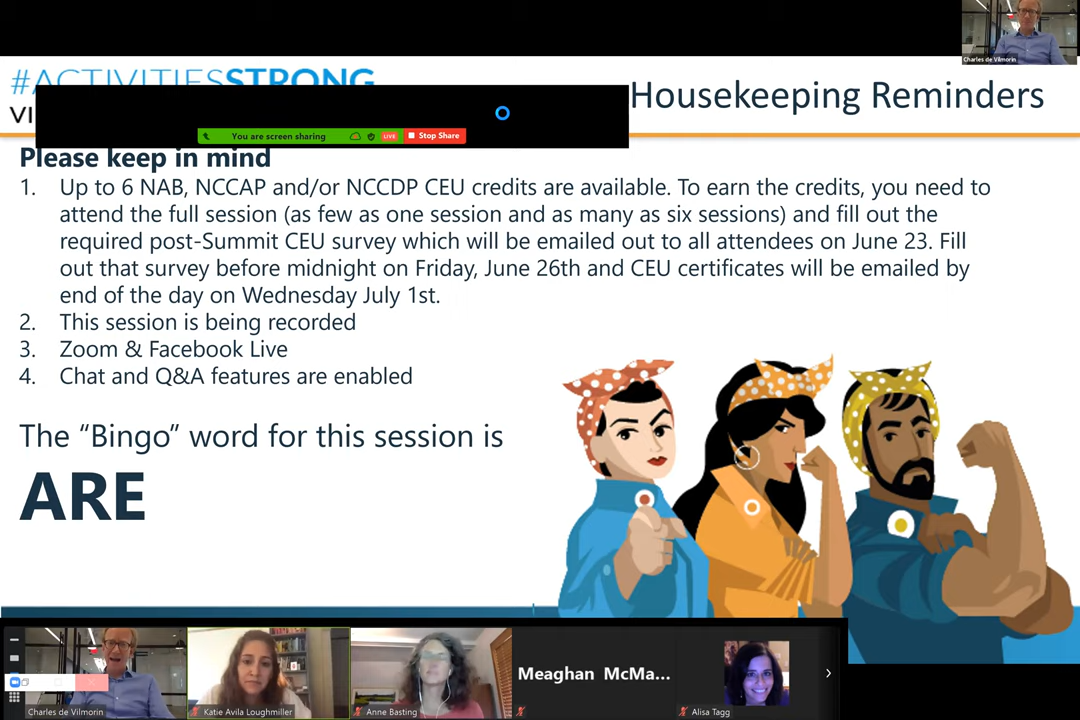 Charles de Vilmorin
#ACTIVITIESSTRONG
VI
Housekeeping Reminders
You are screen sharing
LIVE
Stop Share
Please keep in mind
1. Up to 6 NAB, NCCAP and/or NCCDP CEU credits are available. To earn the credits, you need to
attend the full session (as few as one session and as many as six sessions) and fill out the
required post-Summit CEU survey which will be emailed out to all attendees on June 23. Fill
out that survey before midnight on Friday, June 26th and CEU certificates will be emailed by
end of the day on Wednesday July 1st.
2. This session is being recorded
3. Zoom & Facebook Live
4. Chat and Q&A features are enabled
The “Bingo” word for this session is
ARE
Meaghan McMa...
Charles de Vilmorin
Katie Avila Loughmiller
Anne Basting
Alisa Tagg